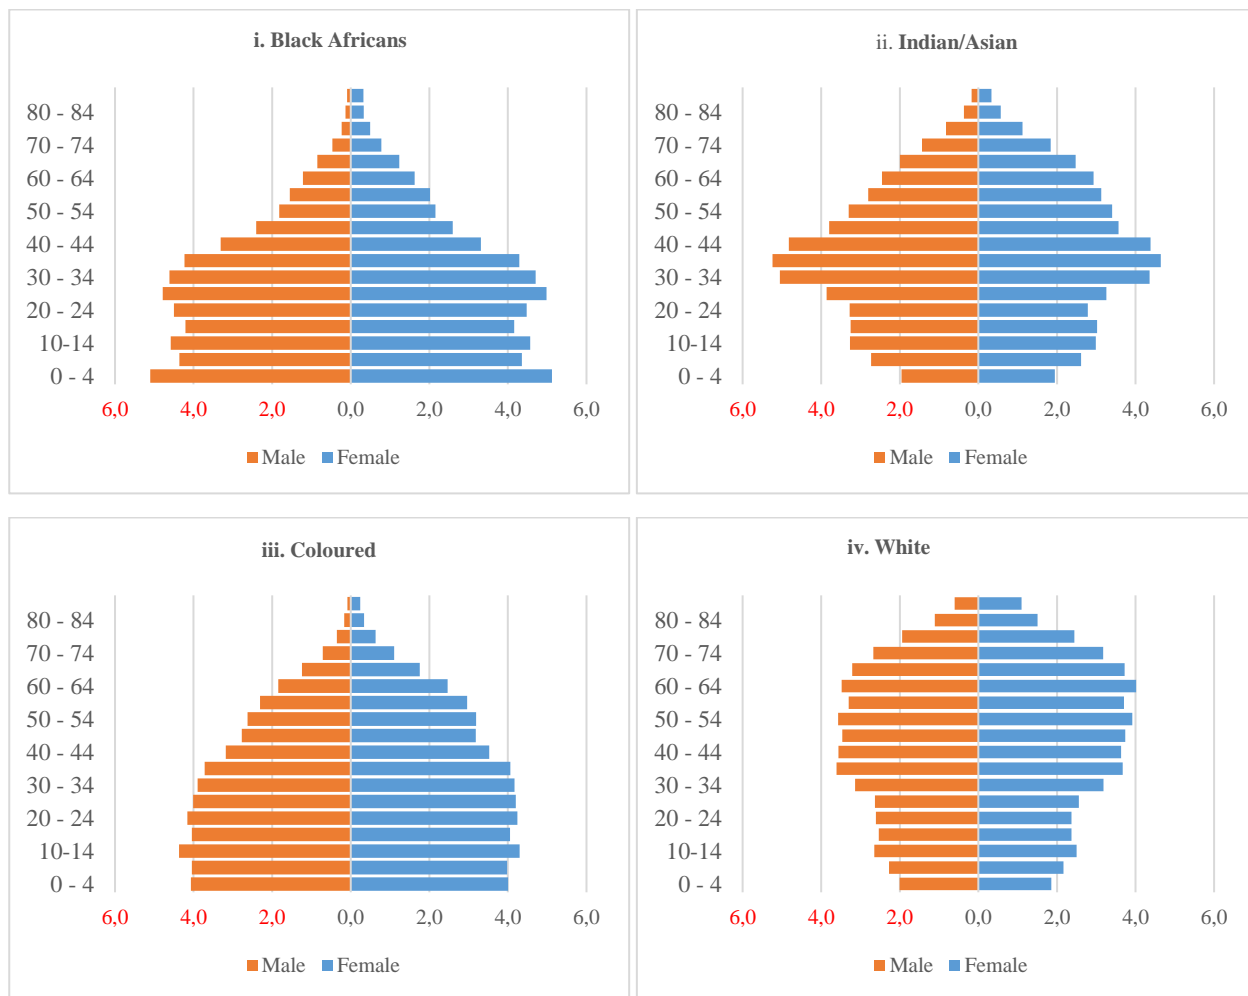 i. Black Africans
80 - 84
70 - 74
60 - 64
50 - 54
40 - 44
30 - 34
20 - 24
10-14
0 - 4
6,0 4,0 2,0 0,0 2,0 4,0 6,0
Male Female
ii. Indian/Asian
80 - 84
70 - 74
60 - 64
50 - 54
40 - 44
30 - 34
20 - 24
10-14
0 - 4
6,0 4,0 2,0 0,0 2,0 4,0 6,0
Male Female
iii. Coloured
80 - 84
70 - 74
60 - 64
50 - 54
40 - 44
30 - 34
20 - 24
10-14
0 - 4
6,0 4,0 2,0 0,0 2,0 4,0 6,0
Male Female
iv. White
80 - 84
70 - 74
60 - 64
50 - 54
40 - 44
30 - 34
20 - 24
10-14
0 - 4
6,0 4,0 2,0 0,0 2,0 4,0 6,0
Male Female